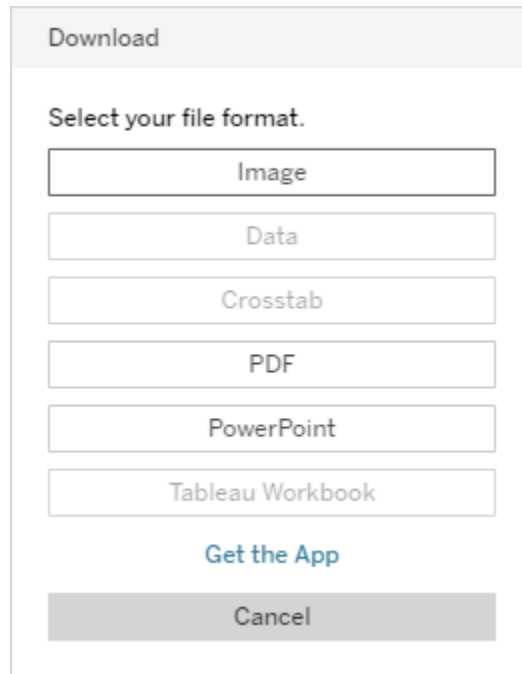 Download
Select your file format.
Image
Data
Crosstab
PDF
PowerPoint
Tableau Workbook
Get the App
Cancel